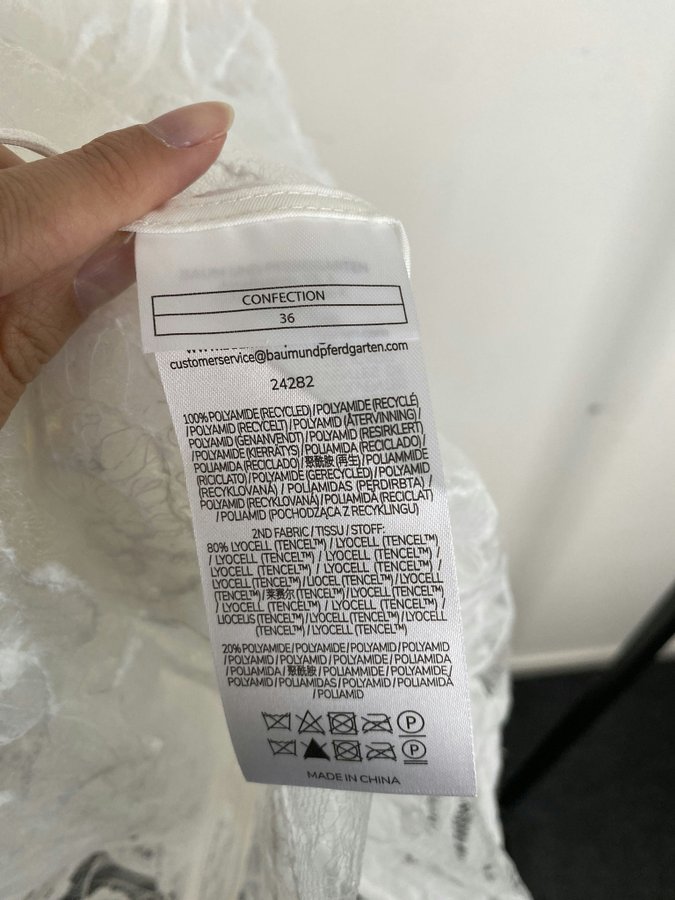 CONFECTION
36
customerservice@baumundpferdgarten.com
24282
100% POLYAMIDE (RECYCLED) / POLYAMIDE (RECYCLÉ)
/ POLYAMID (RECYCELT) / POLYAMID (ÅTERVINNING) /
POLYAMID (GENANVENDT) / POLYAMID (RESIRKLERT)
/ POLYAMIDE (KERRÄTYS) / POLIAMIDA (RECICLADO) /
POLIAMIDA (RECICLADO) / 聚酰胺 (再生) / POLIAMMIDE
(RICICLATO) / POLYAMIDE (GERECYCLED) / POLYAMID
(RECYKLOVANÁ) / POLIAMIDAS (PERDIRBTA) /
POLYAMID (RECYKLOVANÁ) / POLIAMIDĂ (RECICLAT)
/ POLIAMID (POCHODZĄCA Z RECYKLINGU)
2ND FABRIC / TISSU / STOFF:
80% LYOCELL (TENCEL™) / LYOCELL (TENCEL™)
/ LYOCELL (TENCEL™) / LYOCELL (TENCEL™) /
LYOCELL (TENCEL™) / LYOCELL (TENCEL™) /
LYOCELL (TENCEL™) / LIOCEL (TENCEL™) / LYOCELL
(TENCEL™) / 莱赛尔 (TENCEL™) / LYOCELL (TENCEL™)
/ LYOCELL (TENCEL™) / LYOCELL (TENCEL™) /
LIOCELIS (TENCEL™) / LYOCELL (TENCEL™) / LYOCELL
(TENCEL™) / LYOCELL (TENCEL™)
20% POLYAMIDE / POLYAMIDE / POLYAMID / POLYAMID
/ POLYAMID / POLYAMID / POLYAMIDE / POLIAMIDA
/ POLIAMIDA / 聚酰胺 / POLIAMMIDE / POLYAMIDE /
POLYAMID / POLIAMIDAS / POLYAMID / POLIAMIDĂ
/ POLIAMID
P
P
MADE IN CHINA